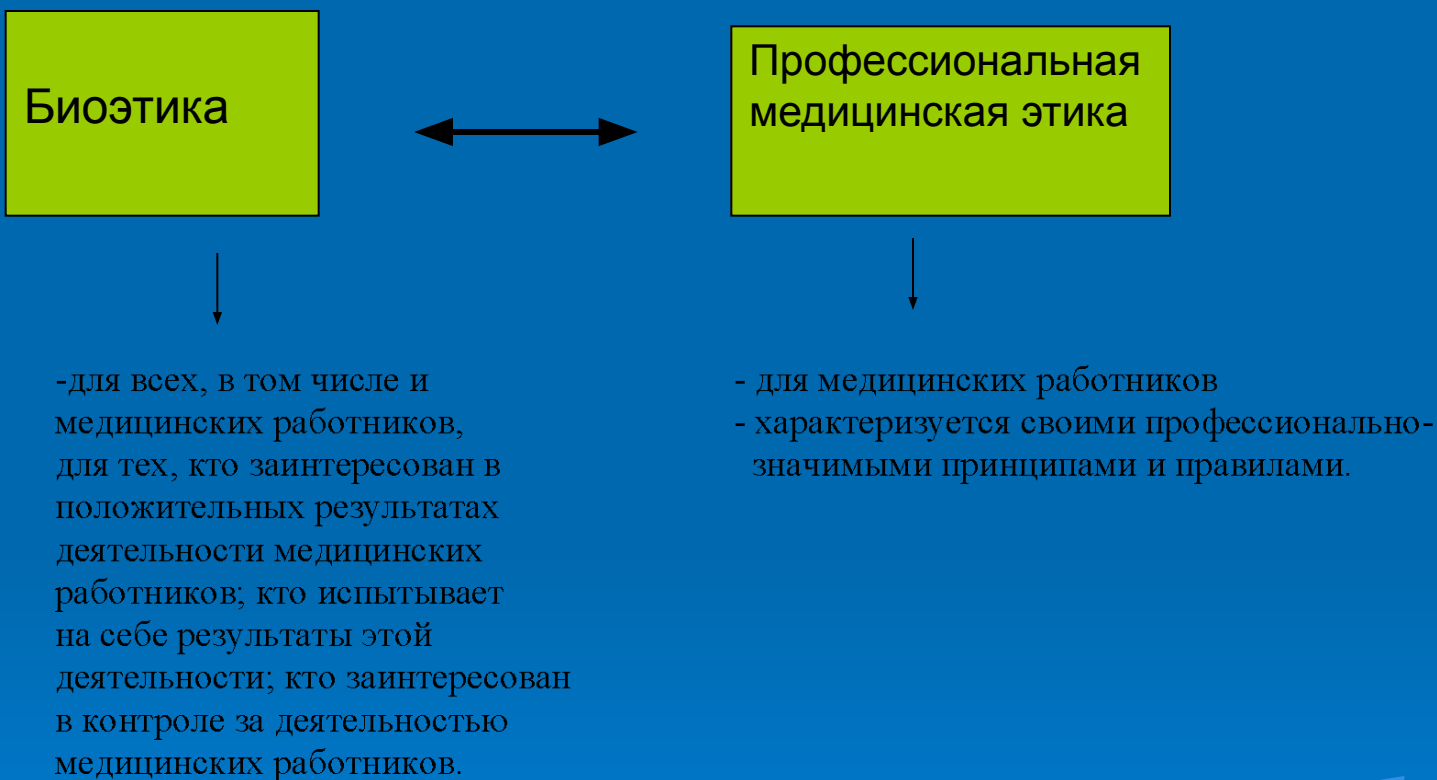 Биоэтика
Профессиональная
медицинская этика
-для всех, в том числе и
медицинских работников,
для тех, кто заинтересован в
положительных результатах
деятельности медицинских
работников; кто испытывает
на себе результаты этой
деятельности; кто заинтересован
в контроле за деятельностью
медицинских работников.
- для медицинских работников
- характеризуется своими профессионально-
значимыми принципами и правилами.